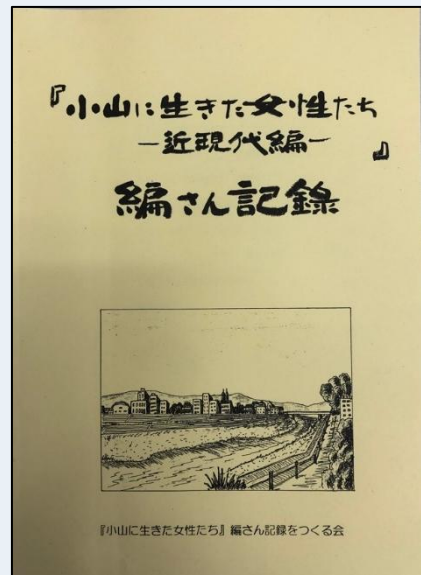 『小山に生きた女性たち
－近現代編－』
編さん記録
『小山に生きた女性たち』編さん記録をつくる会